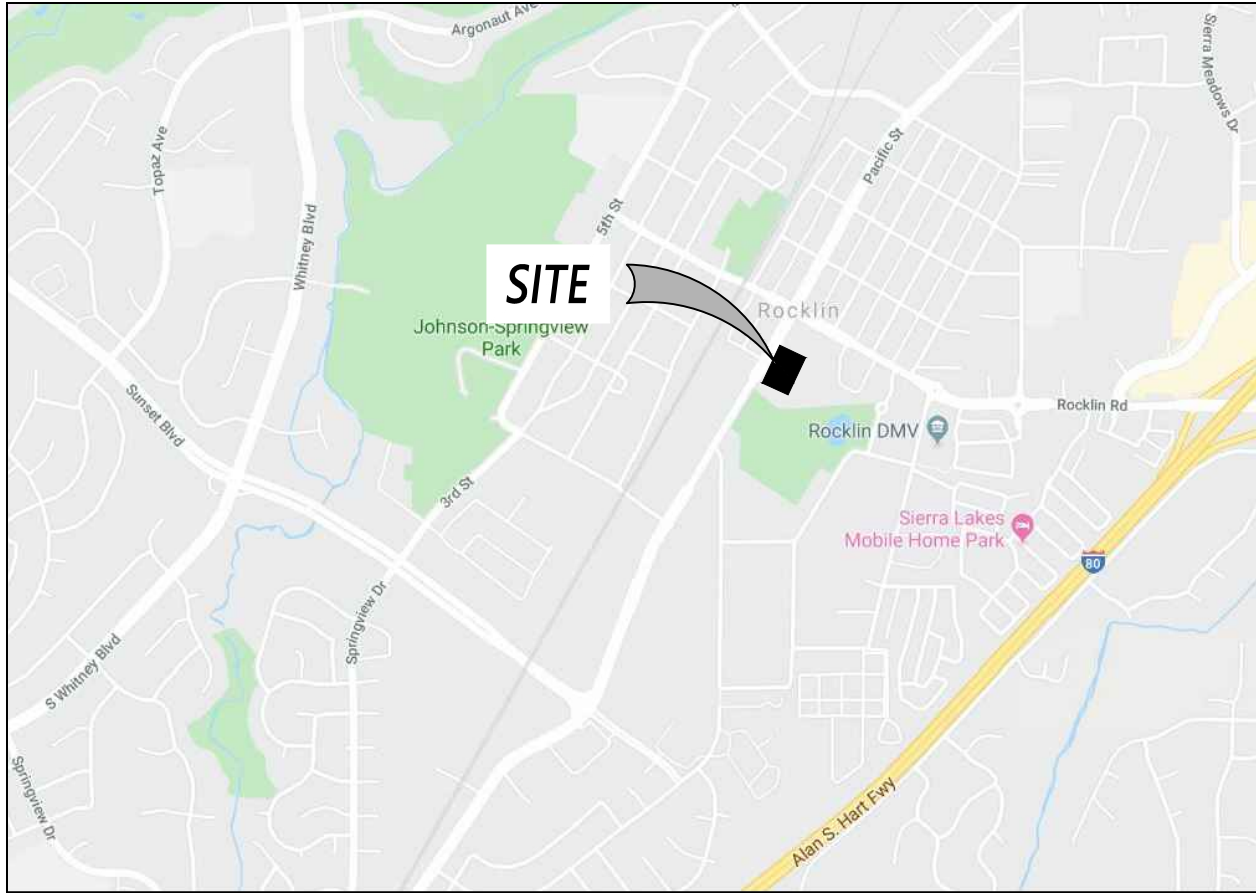 Argonaut Ave
Sierra Meadows Dr
Topaz Ave
Pacific St
Whitney Blvd
5th St
SITE
Rocklin
Johnson-Springview
Park
Sunset Blvd
Rocklin Rd
Rocklin DMV
3rd St
Sierra Lakes
Mobile Home Park
80
Springview Dr
S Whitney Blvd
Springview Dr
Alan S. Hart Fwy